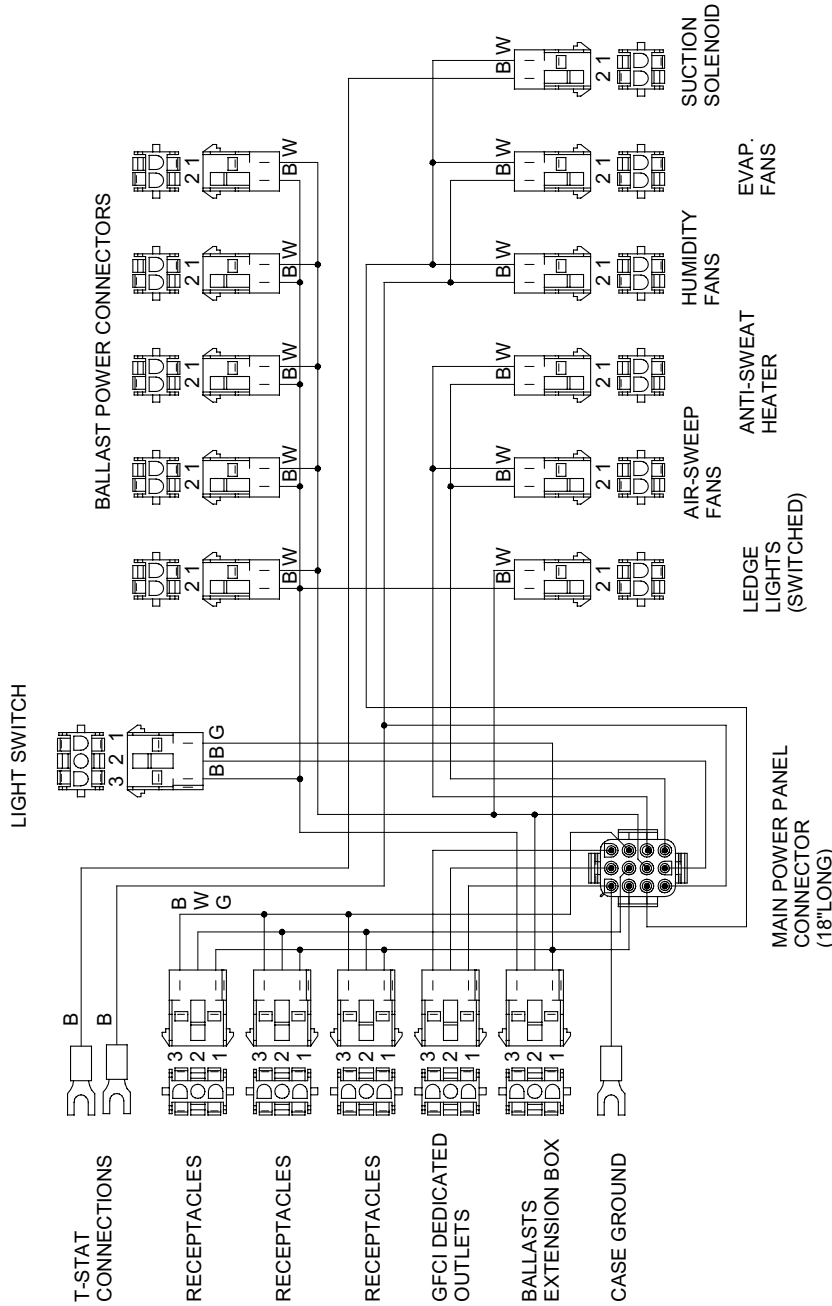 T-STAT
CONNECTIONS
B
B
RECEPTACLES
3
2
1
B
W
G
RECEPTACLES
3
2
1
RECEPTACLES
3
2
1
GFCI DEDICATED
OUTLETS
3
2
1
BALLASTS
EXTENSION BOX
3
2
1
CASE GROUND
LIGHT SWITCH
3 2 1
B B G
BALLAST POWER CONNECTORS
2 1
B W
2 1
B W
2 1
B W
2 1
B W
2 1
B W
B W
2 1
LEDGE
LIGHTS
(SWITCHED)
B W
2 1
AIR-SWEEP
FANS
B W
2 1
ANTI-SWEAT
HEATER
B W
2 1
HUMIDITY
FANS
B W
2 1
EVAP.
FANS
B W
2 1
SUCTION
SOLENOID
MAIN POWER PANEL
CONNECTOR
(18"LONG)